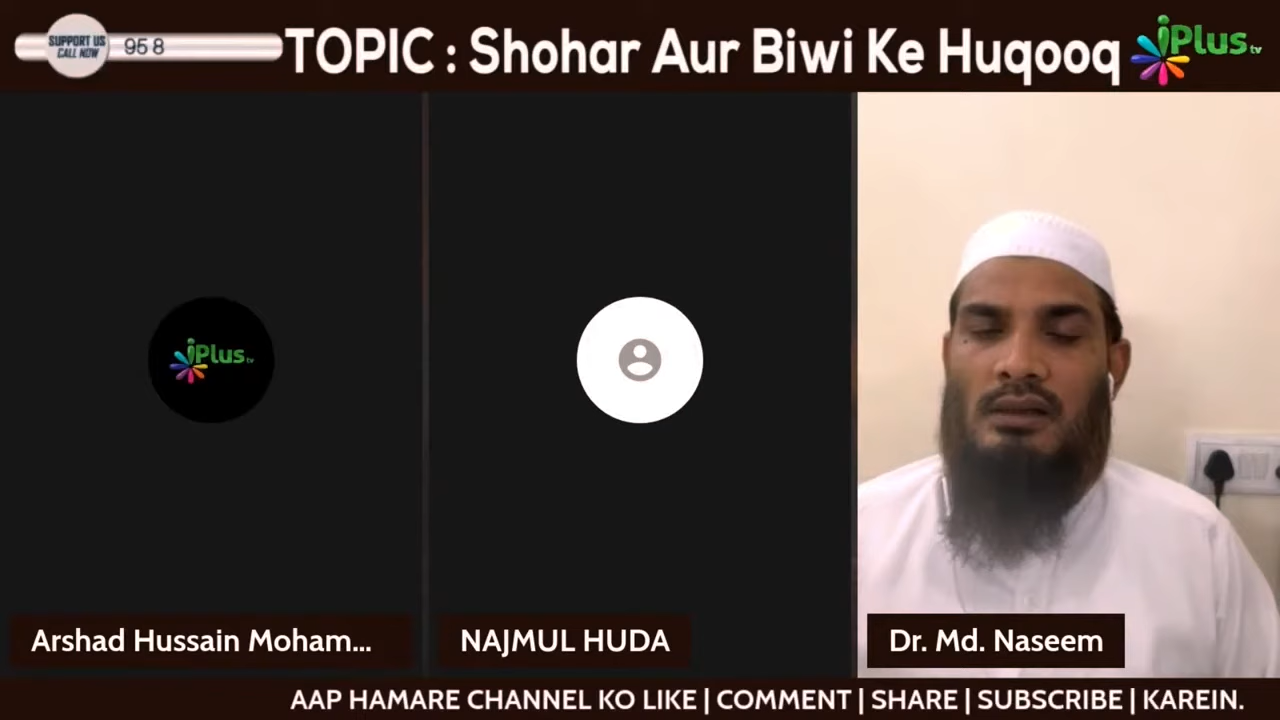 SUPPORT US
CALL NOW
958
TOPIC : Shohar Aur Biwi Ke Huqooq
iPlus tv
iPlus tv
Arshad Hussain Moham...
NAJMUL HUDA
Dr. Md. Naseem
AAP HAMARE CHANNEL KO LIKE | COMMENT | SHARE | SUBSCRIBE | KAREIN.